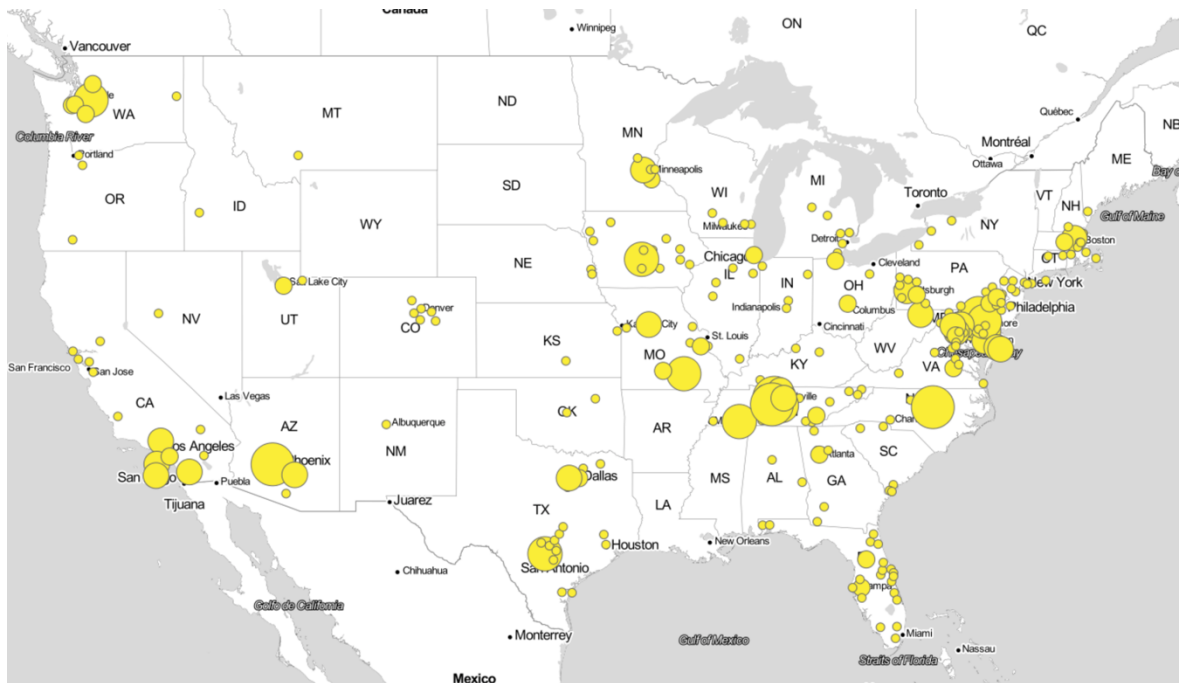 Canada
Winnipeg
ON
QC
Vancouver
Québec
NB
WA
MT
ND
MN
Montréal
Ottawa
ME
Columbia River
Portland
Minneapolis
Bay
OR
ID
SD
WI
MI
Toronto
VT
NH
Gulf of Maine
WY
Milwaukee
NY
Detroit
Boston
Chicago
Cleveland
CT
NE
IL
IN
OH
PA
New York
Salt Lake City
Denver
Indianapolis
Columbus
Philadelphia
NV
UT
CO
City
St. Louis
Cincinnati
WV
San Francisco
San Jose
KS
MO
KY
VA
CA
Las Vegas
AZ
Albuquerque
NM
AR
Los Angeles
Atlanta
SC
San
Puebla
Dallas
MS
AL
GA
Tijuana
Juarez
TX
LA
Houston
New Orleans
San Antonio
Chihuahua
Golfo de California
Monterrey
Gulf of Mexico
Miami
Straits of Florida
Nassau
Mexico